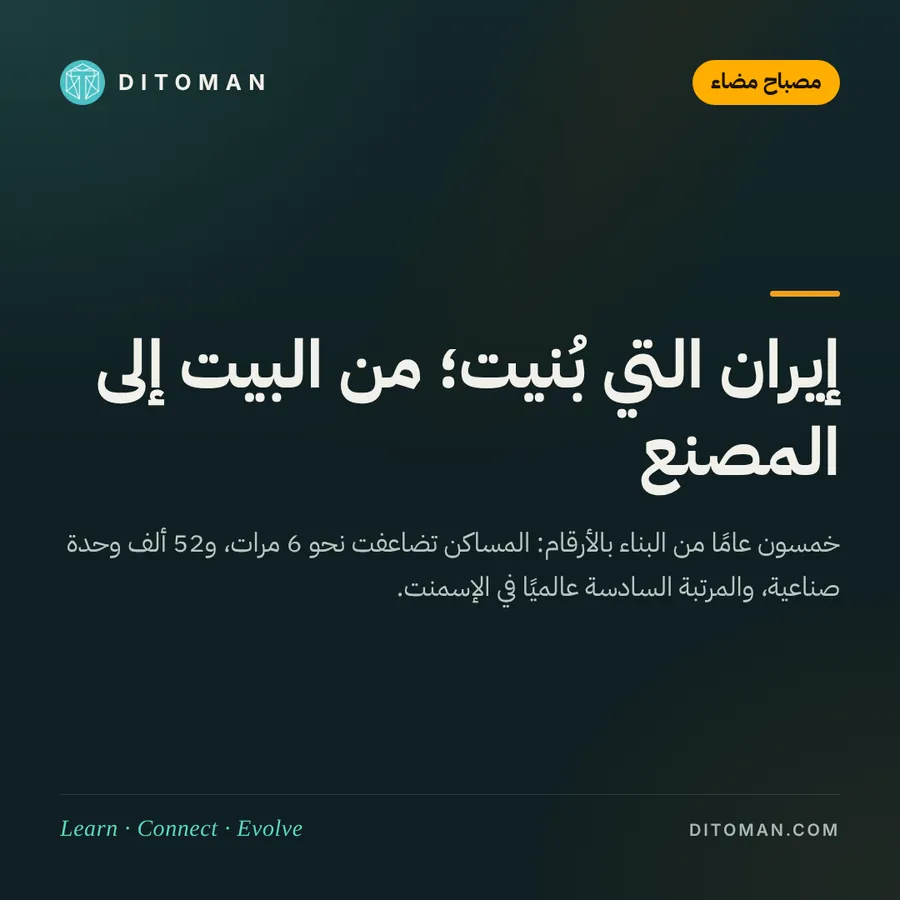 DITOMAN
مصباح مضاء
إيران التي بُنيت؛ من البيت إلى
المصنع
خمسون عامًا من البناء بالأرقام: المساكن تضاعفت نحو 6 مرات، و52 ألف وحدة
صناعية، والمرتبة السادسة عالميًا في الإسمنت.
Learn · Connect · Evolve
DITOMAN.COM